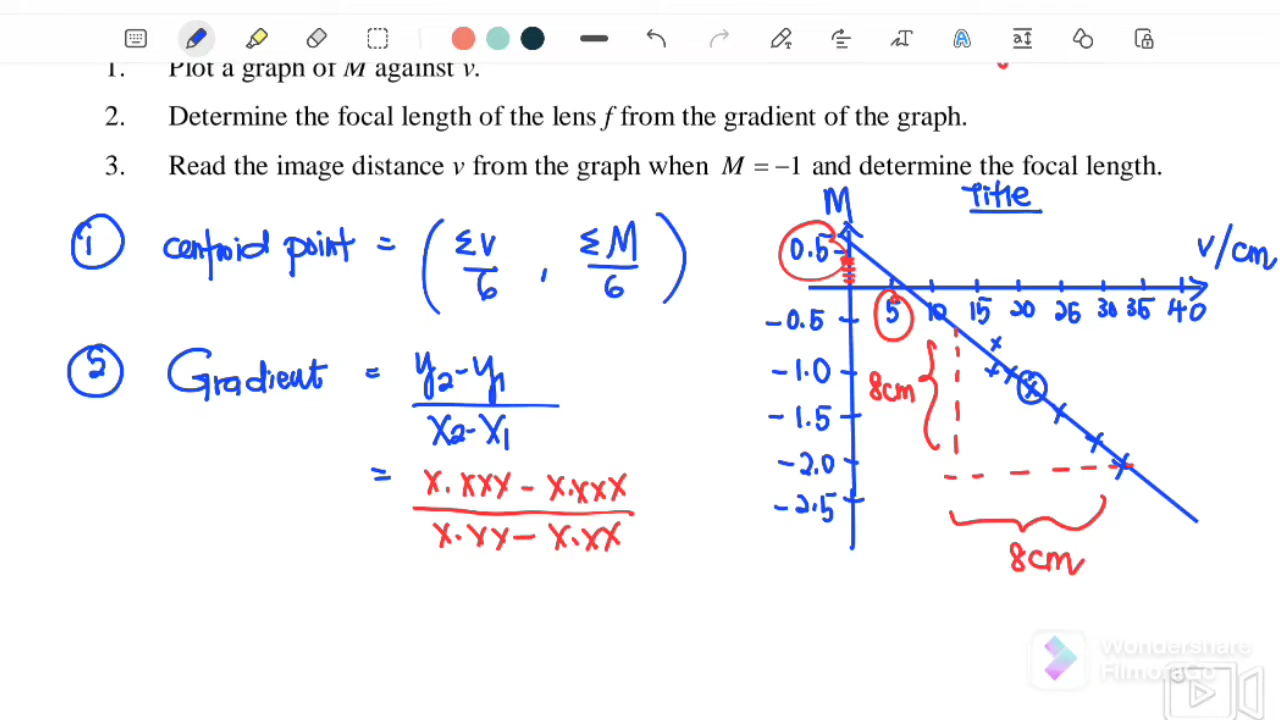 1. Plot a graph of M against v.
2. Determine the focal length of the lens f from the gradient of the graph.
3. Read the image distance v from the graph when M = −1 and determine the focal length.
① centroid point = (ΣV/6 , ΣM/6)
② Gradient = y₂-y₁ / x₂-x₁
= x.xxx - x.xxx / x.xx - x.xx
Title
M
v/cm
0.5
5 10 15 20 25 30 35 40
-0.5
-1.0
-1.5
-2.0
-2.5
8cm
8cm
Wondershare
FilmoraGo